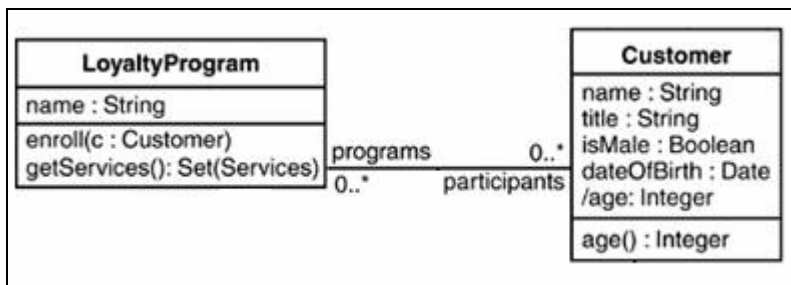 LoyaltyProgram
name : String
enroll(c : Customer)
getServices(): Set(Services)
programs
0..*
0..*
participants
Customer
name : String
title : String
isMale : Boolean
dateOfBirth : Date
/age: Integer
age() : Integer